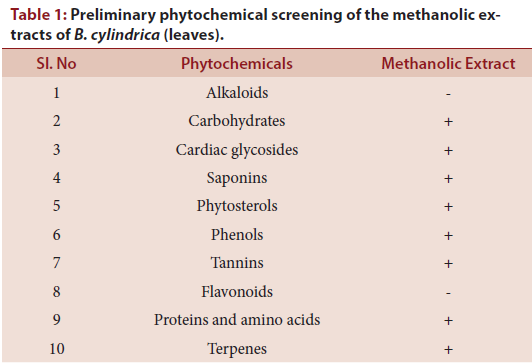 Table 1: Preliminary phytochemical screening of the methanolic ex-
tracts of B. cylindrica (leaves).
Sl. No Phytochemicals Methanolic Extract
1 Alkaloids -
2 Carbohydrates +
3 Cardiac glycosides +
4 Saponins +
5 Phytosterols +
6 Phenols +
7 Tannins +
8 Flavonoids -
9 Proteins and amino acids +
10 Terpenes +